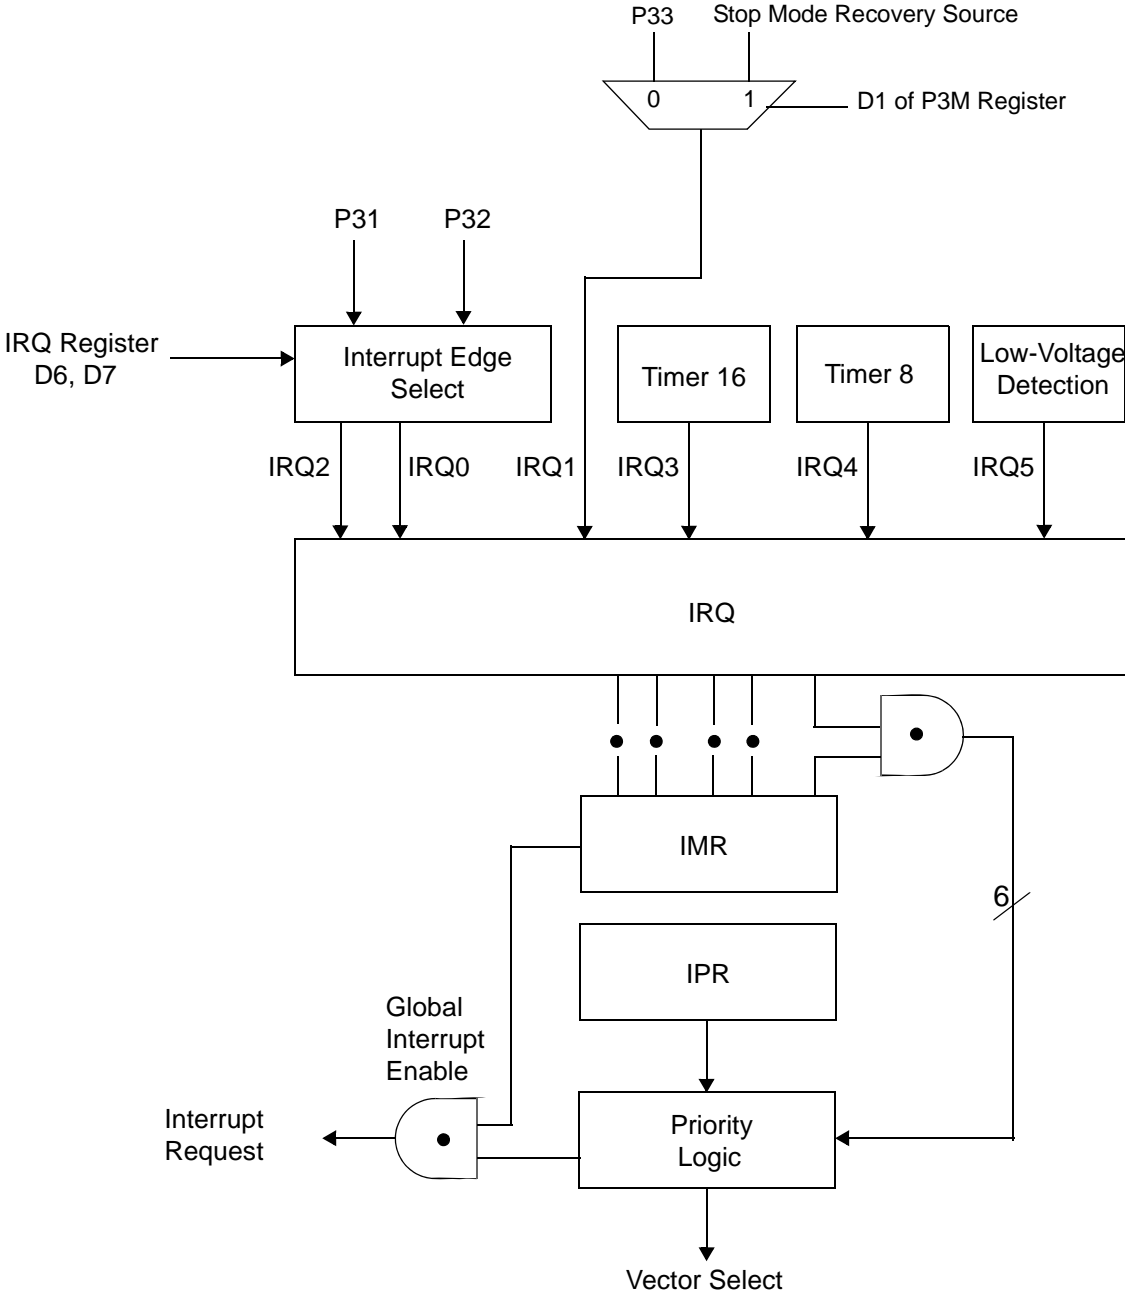 P33 Stop Mode Recovery Source
0 1
D1 of P3M Register
P31 P32
IRQ Register
D6, D7
Interrupt Edge
Select
Timer 16
Timer 8
Low-Voltage
Detection
IRQ2 IRQ0 IRQ1 IRQ3 IRQ4 IRQ5
IRQ
IMR
6
IPR
Global
Interrupt
Enable
Interrupt
Request
Priority
Logic
Vector Select